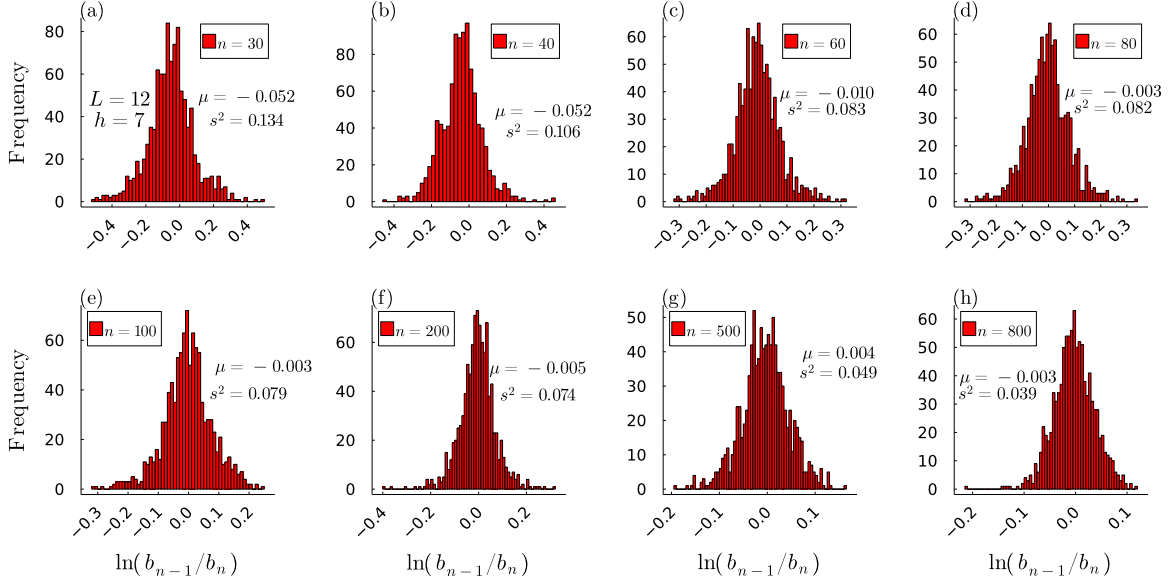 (a)
Frequency
80
60
40
20
0
n = 30
L = 12
h = 7
μ = − 0.052
s² = 0.134
−0.4
−0.2
0.0
0.2
0.4
(b)
80
60
40
20
0
n = 40
μ = − 0.052
s² = 0.106
−0.4
−0.2
0.0
0.2
0.4
(c)
60
50
40
30
20
10
0
n = 60
μ = − 0.010
s² = 0.083
−0.3
−0.2
−0.1
0.0
0.1
0.2
0.3
(d)
60
50
40
30
20
10
0
n = 80
μ = − 0.003
s² = 0.082
−0.3
−0.2
−0.1
0.0
0.1
0.2
0.3
(e)
Frequency
60
40
20
0
n = 100
μ = − 0.003
s² = 0.079
−0.3
−0.2
−0.1
0.0
0.1
0.2
ln(b_{n−1}/b_n)
(f)
70
60
50
40
30
20
10
0
n = 200
μ = − 0.005
s² = 0.074
−0.4
−0.2
0.0
0.2
ln(b_{n−1}/b_n)
(g)
50
40
30
20
10
0
n = 500
μ = 0.004
s² = 0.049
−0.2
−0.1
0.0
0.1
ln(b_{n−1}/b_n)
(h)
60
50
40
30
20
10
0
n = 800
μ = − 0.003
s² = 0.039
−0.2
−0.1
0.0
0.1
ln(b_{n−1}/b_n)